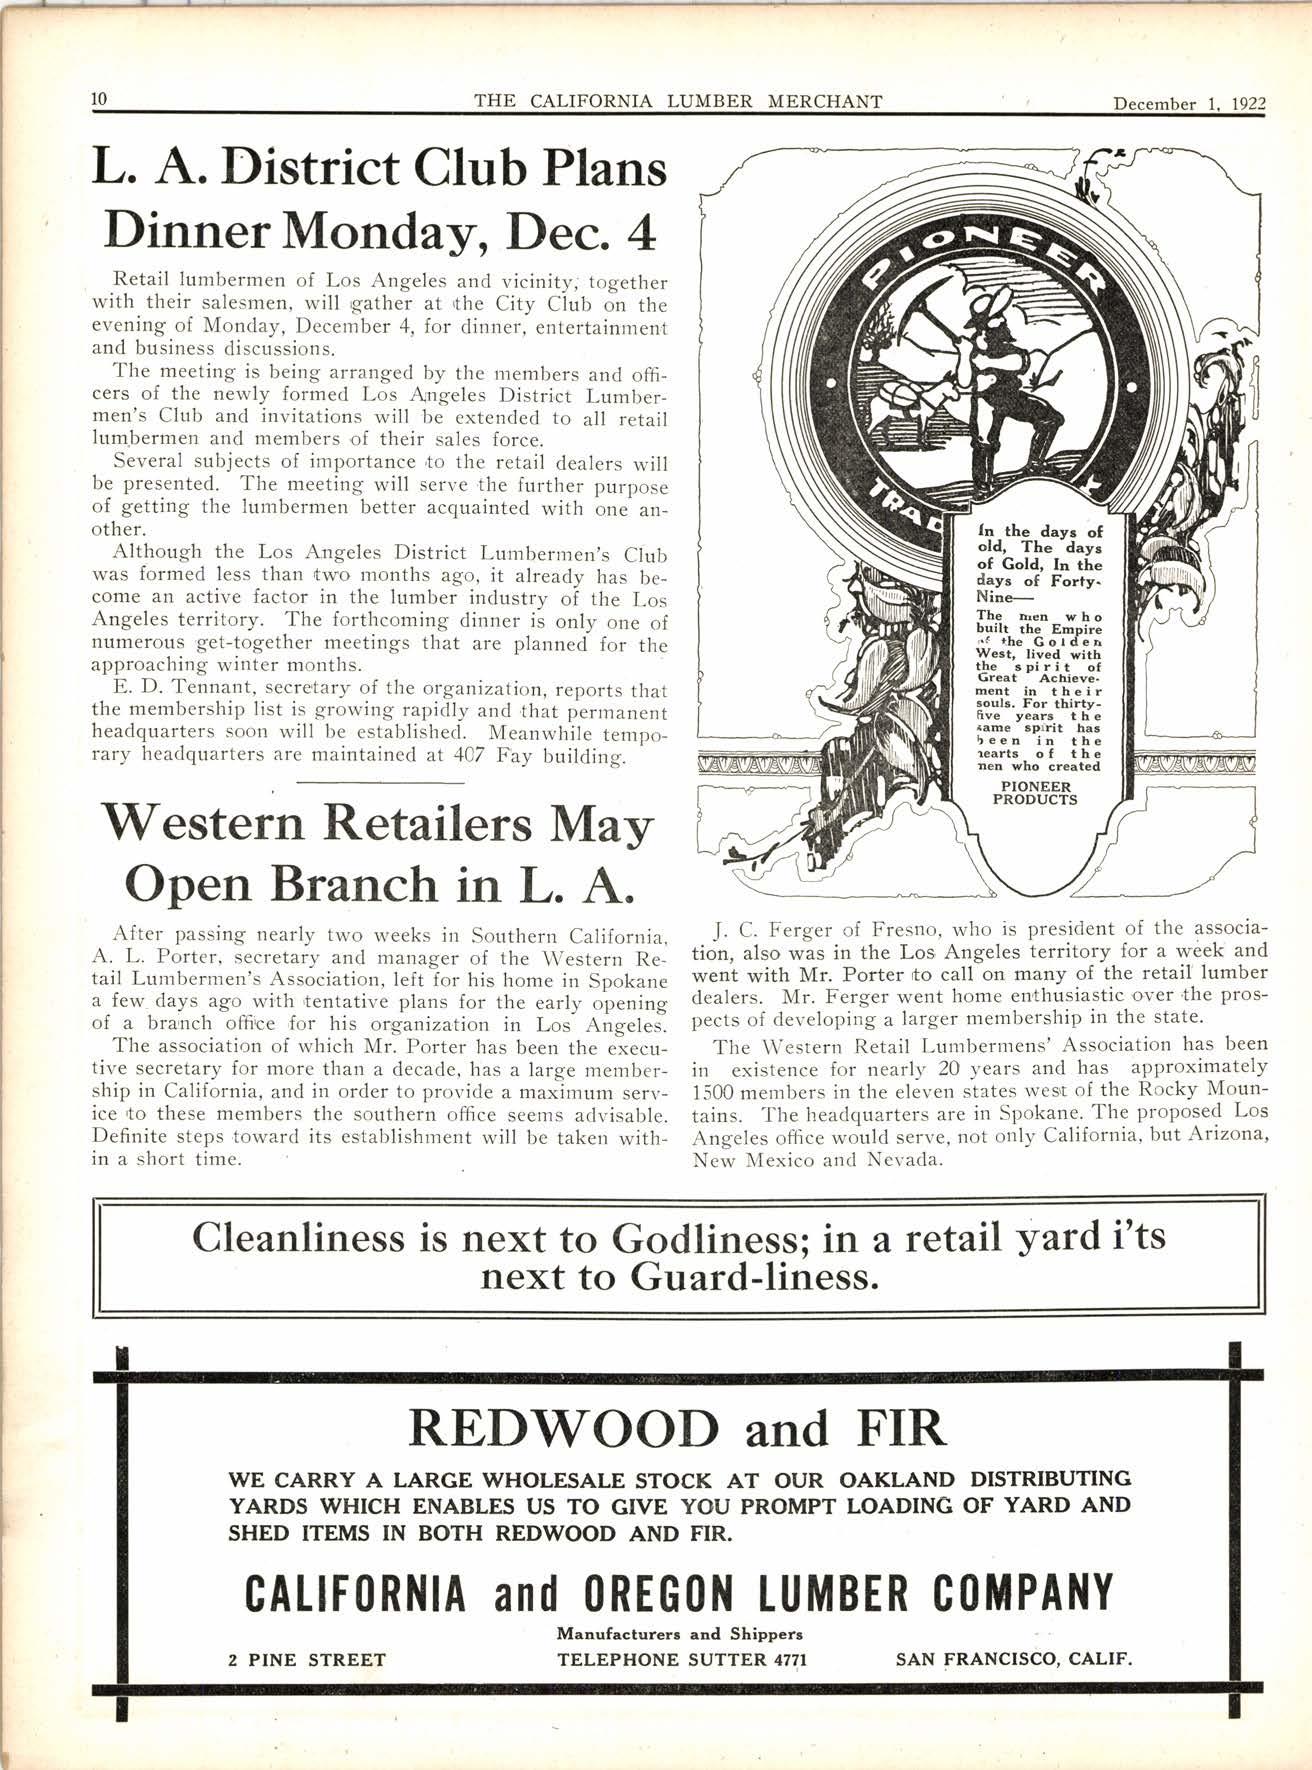 10
THE CALIFORNIA LUMBER MERCHANT
December 1, 1922
L. A. District Club Plans
Dinner Monday, Dec. 4
Retail lumbermen of Los Angeles and vicinity, together
with their salesmen, will gather at the City Club on the
evening of Monday, December 4, for dinner, entertainment
and business discussions.
The meeting is being arranged by the members and offi-
cers of the newly formed Los Angeles District Lumber-
men's Club and invitations will be extended to all retail
lumbermen and members of their sales force.
Several subjects of importance to the retail dealers will
be presented. The meeting will serve the further purpose
of getting the lumbermen better acquainted with one an-
other.
Although the Los Angeles District Lumbermen's Club
was formed less than two months ago, it already has be-
come an active factor in the lumber industry of the Los
Angeles territory. The forthcoming dinner is only one of
numerous get-together meetings that are planned for the
approaching winter months.
E. D. Tennant, secretary of the organization, reports that
the membership list is growing rapidly and that permanent
headquarters soon will be established. Meanwhile tempo-
rary headquarters are maintained at 407 Fay building.
Western Retailers May
Open Branch in L. A.
After passing nearly two weeks in Southern California,
A. L. Porter, secretary and manager of the Western Re-
tail Lumbermen's Association, left for his home in Spokane
a few days ago with tentative plans for the early opening
of a branch office for his organization in Los Angeles.
The association of which Mr. Porter has been the execu-
tive secretary for more than a decade, has a large member-
ship in California, and in order to provide a maximum serv-
ice to these members the southern office seems advisable.
Definite steps toward its establishment will be taken with-
in a short time.
PIONEER
TRAD
K
In the days of
old, The days
of Gold, In the
days of Forty-
Nine—
The men who
built the Empire
of the Golden
West, lived with
the spirit of
Great Achieve-
ment in their
souls. For thirty-
five years the
same spirit has
been in the
hearts of the
men who created
PIONEER
PRODUCTS
J. C. Ferger of Fresno, who is president of the associa-
tion, also was in the Los Angeles territory for a week and
went with Mr. Porter to call on many of the retail lumber
dealers. Mr. Ferger went home enthusiastic over the pros-
pects of developing a larger membership in the state.
The Western Retail Lumbermens' Association has been
in existence for nearly 20 years and has approximately
1500 members in the eleven states west of the Rocky Moun-
tains. The headquarters are in Spokane. The proposed Los
Angeles office would serve, not only California, but Arizona,
New Mexico and Nevada.
Cleanliness is next to Godliness; in a retail yard i'ts
next to Guard-liness.
REDWOOD and FIR
WE CARRY A LARGE WHOLESALE STOCK AT OUR OAKLAND DISTRIBUTING
YARDS WHICH ENABLES US TO GIVE YOU PROMPT LOADING OF YARD AND
SHED ITEMS IN BOTH REDWOOD AND FIR.
CALIFORNIA and OREGON LUMBER COMPANY
Manufacturers and Shippers
2 PINE STREET
TELEPHONE SUTTER 4771
SAN FRANCISCO, CALIF.